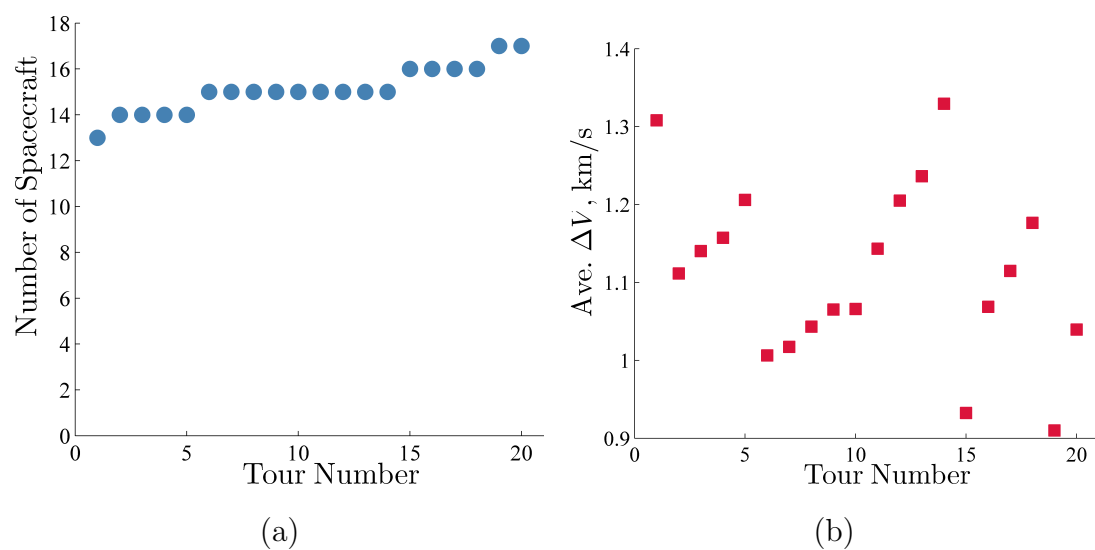 18
16
14
12
10
8
6
4
2
0
0 5 10 15 20
Number of Spacecraft
Tour Number
(a)
1.4
1.3
1.2
1.1
1
0.9
0 5 10 15 20
Ave. ΔV, km/s
Tour Number
(b)